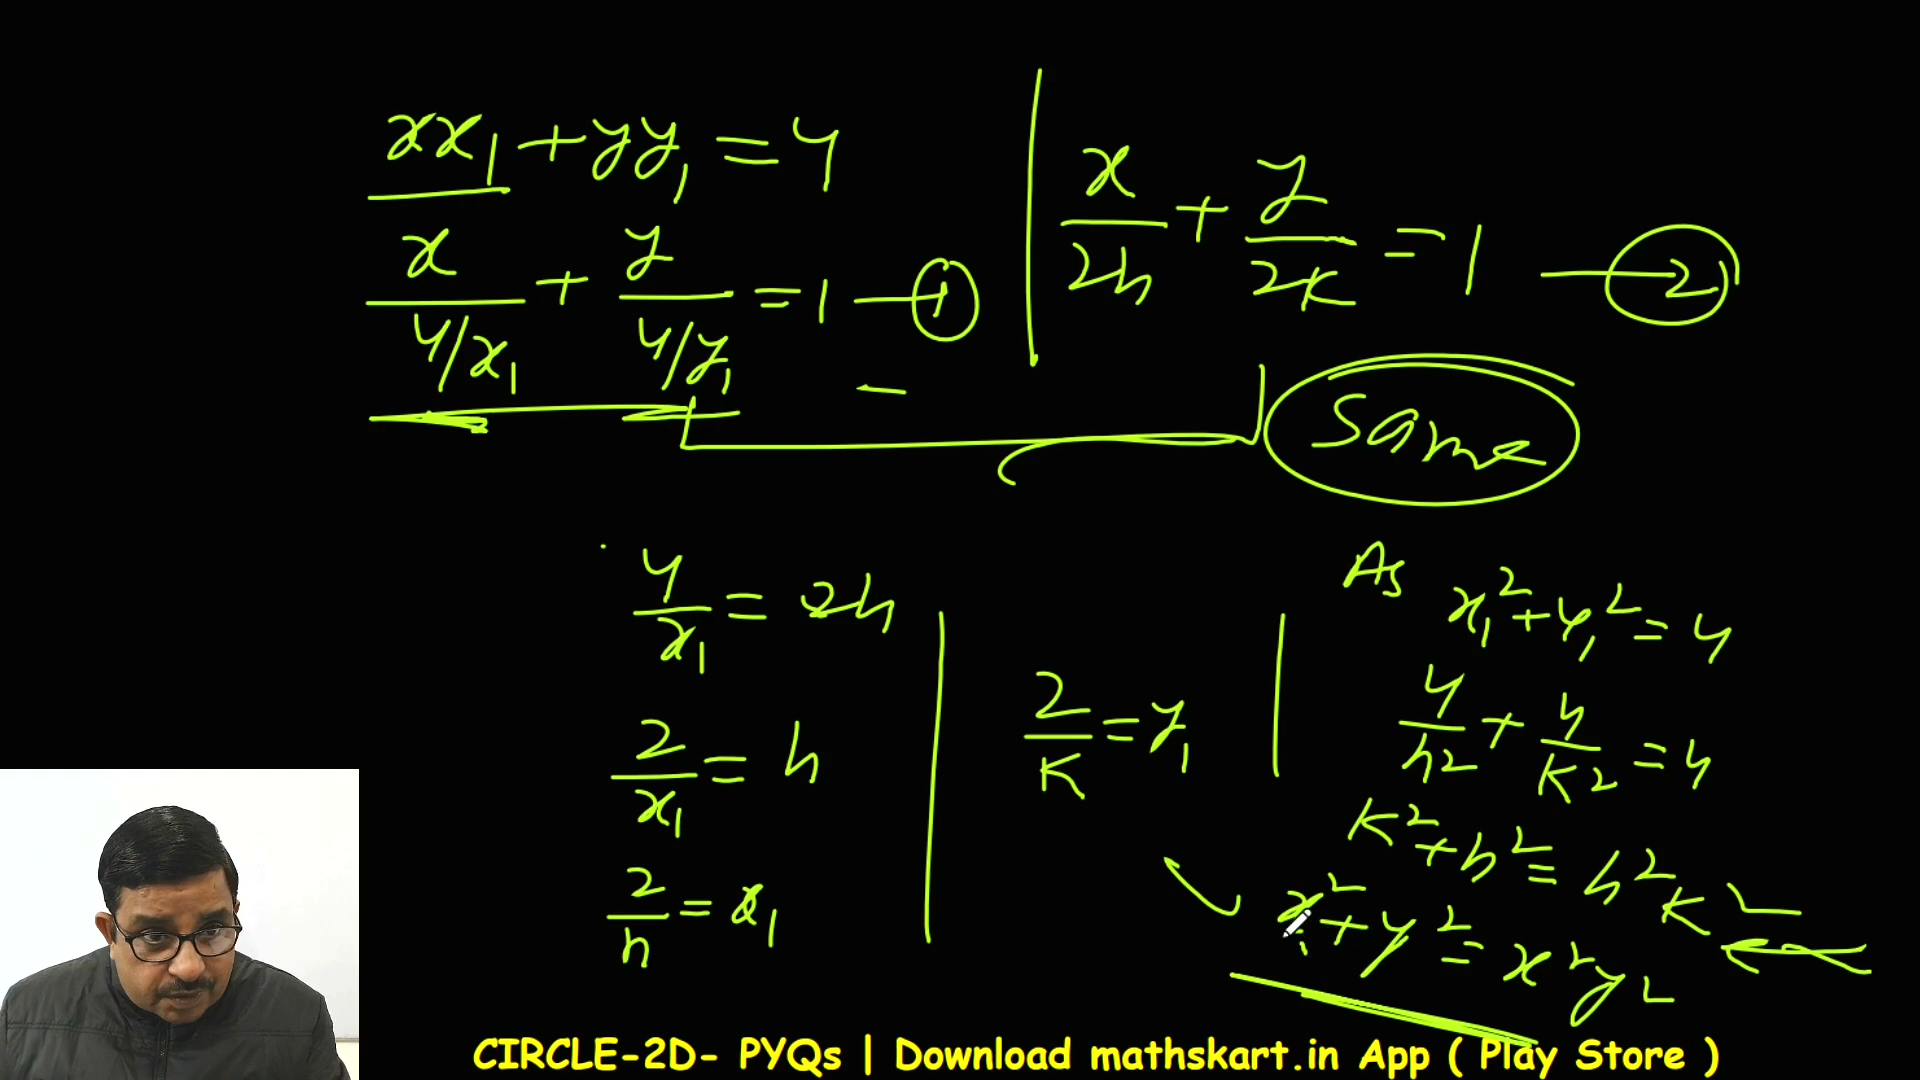 xx₁ + yy₁ = 4
x/(4/x₁) + y/(4/y₁) = 1 — ①
x/2h + y/2K = 1 — ②
Same
4/x₁ = 2h
2/x₁ = h
2/h = x₁
2/K = y₁
As x₁² + y₁² = 4
4/h² + 4/K² = 4
K² + h² = h²K²
x² + y² = x²y²
CIRCLE-2D- PYQs | Download mathskart.in App ( Play Store )